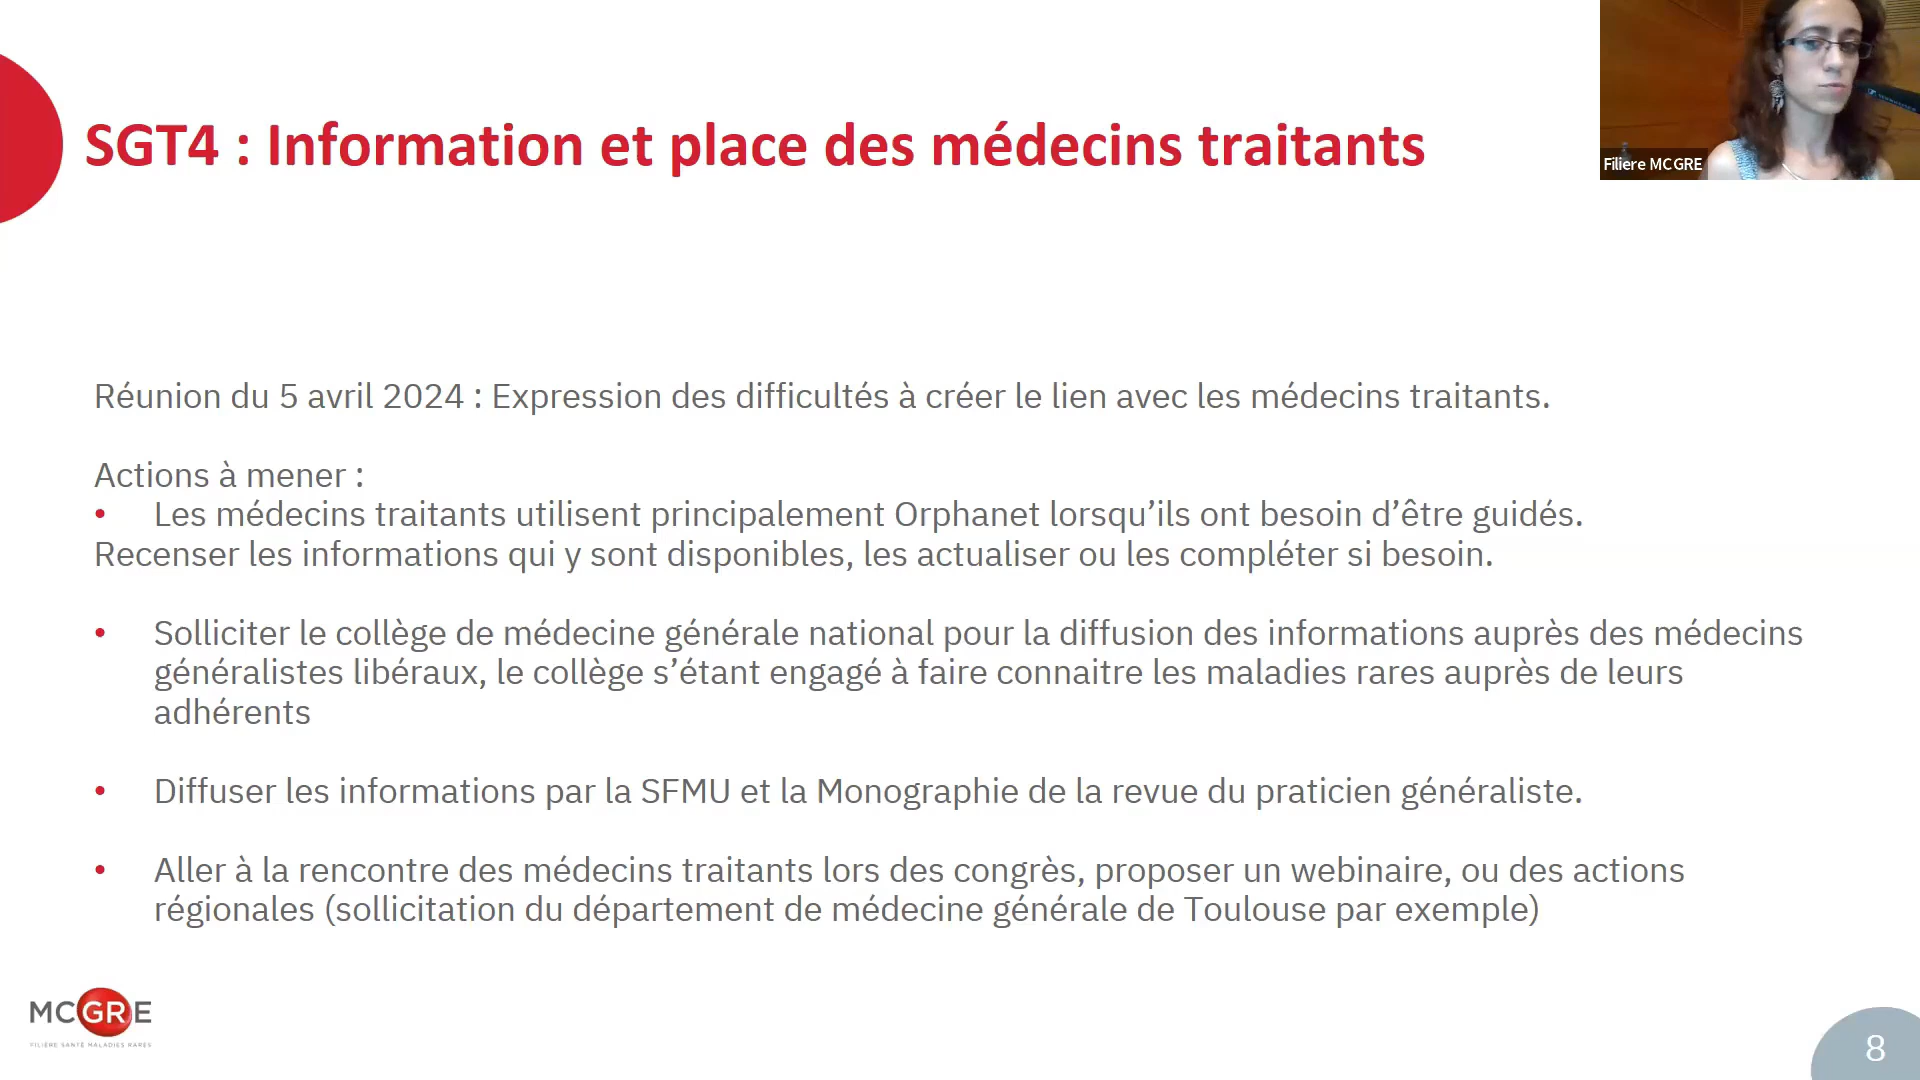 SGT4 : Information et place des médecins traitants
Filiere MCGRE
Réunion du 5 avril 2024 : Expression des difficultés à créer le lien avec les médecins traitants.
Actions à mener :
• Les médecins traitants utilisent principalement Orphanet lorsqu’ils ont besoin d’être guidés.
Recenser les informations qui y sont disponibles, les actualiser ou les compléter si besoin.
• Solliciter le collège de médecine générale national pour la diffusion des informations auprès des médecins
généralistes libéraux, le collège s’étant engagé à faire connaitre les maladies rares auprès de leurs
adhérents
• Diffuser les informations par la SFMU et la Monographie de la revue du praticien généraliste.
• Aller à la rencontre des médecins traitants lors des congrès, proposer un webinaire, ou des actions
régionales (sollicitation du département de médecine générale de Toulouse par exemple)
MCGRE
FILIÈRE SANTÉ MALADIES RARES
8